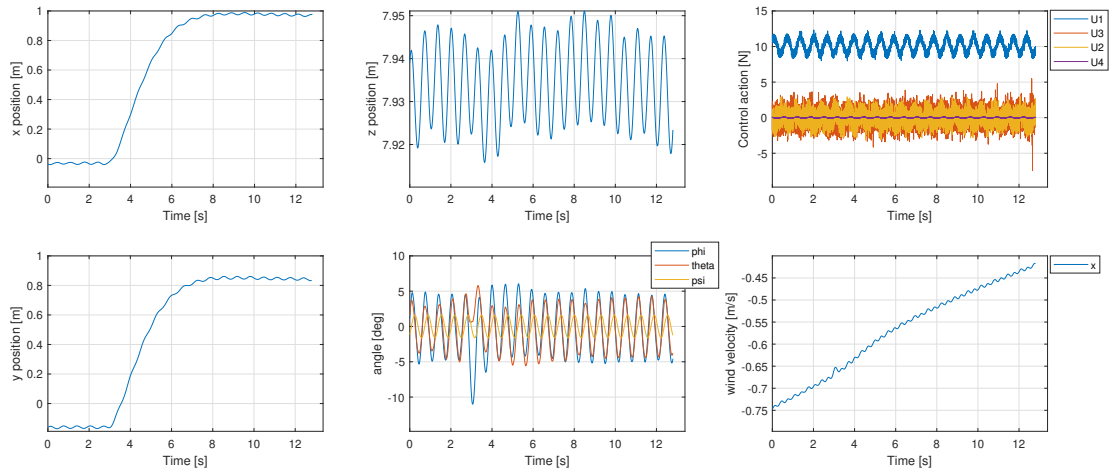 x position [m]
1
0.8
0.6
0.4
0.2
0
0 2 4 6 8 10 12
Time [s]
z position [m]
7.95
7.94
7.93
7.92
0 2 4 6 8 10 12
Time [s]
Control action [N]
15
10
5
0
-5
0 2 4 6 8 10 12
Time [s]
U1
U3
U2
U4
y position [m]
1
0.8
0.6
0.4
0.2
0
0 2 4 6 8 10 12
Time [s]
angle [deg]
10
5
0
-5
-10
0 2 4 6 8 10 12
Time [s]
phi
theta
psi
wind velocity [m/s]
-0.45
-0.5
-0.55
-0.6
-0.65
-0.7
-0.75
0 2 4 6 8 10 12
Time [s]
x